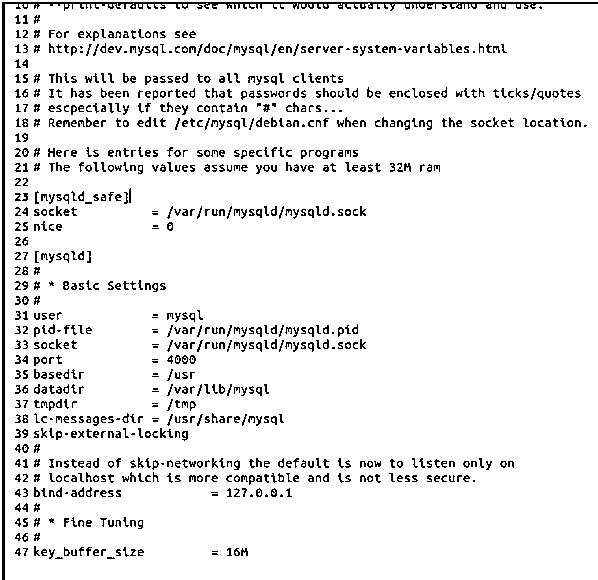 10 # --print-defaults to see which it would actually understand and use.
11 #
12 # For explanations see
13 # http://dev.mysql.com/doc/mysql/en/server-system-variables.html
14
15 # This will be passed to all mysql clients
16 # It has been reported that passwords should be enclosed with ticks/quotes
17 # escpecially if they contain "#" chars...
18 # Remember to edit /etc/mysql/debian.cnf when changing the socket location.
19
20 # Here is entries for some specific programs
21 # The following values assume you have at least 32M ram
22
23 [mysqld_safe]
24 socket = /var/run/mysqld/mysqld.sock
25 nice = 0
26
27 [mysqld]
28 #
29 # * Basic Settings
30 #
31 user = mysql
32 pid-file = /var/run/mysqld/mysqld.pid
33 socket = /var/run/mysqld/mysqld.sock
34 port = 4000
35 basedir = /usr
36 datadir = /var/lib/mysql
37 tmpdir = /tmp
38 lc-messages-dir = /usr/share/mysql
39 skip-external-locking
40 #
41 # Instead of skip-networking the default is now to listen only on
42 # localhost which is more compatible and is not less secure.
43 bind-address = 127.0.0.1
44 #
45 # * Fine Tuning
46 #
47 key_buffer_size = 16M